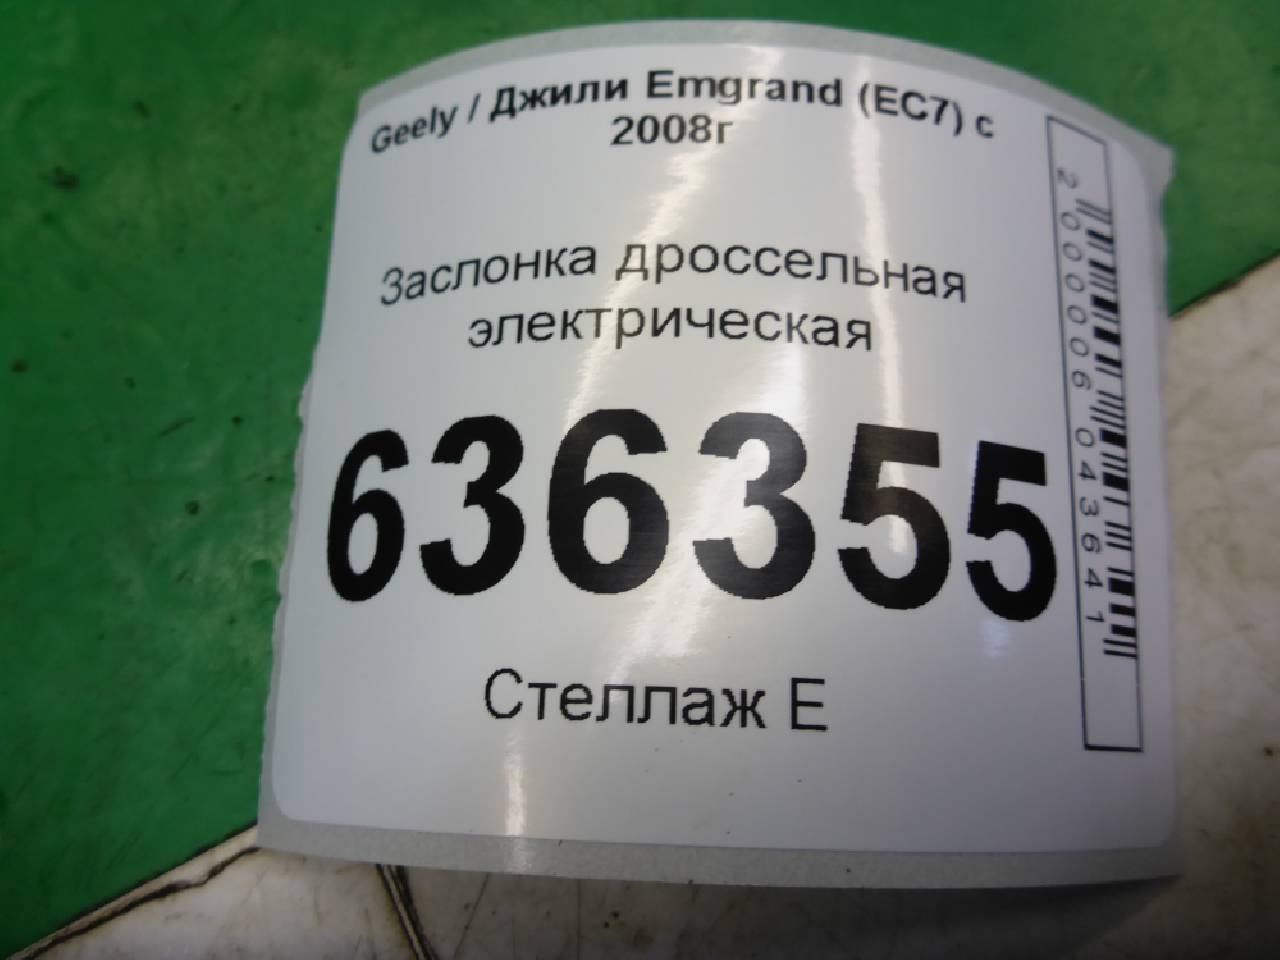 Geely / Джили Emgrand (EC7) с
2008г
Заслонка дроссельная
электрическая
636355
Стеллаж Е
2000006043641